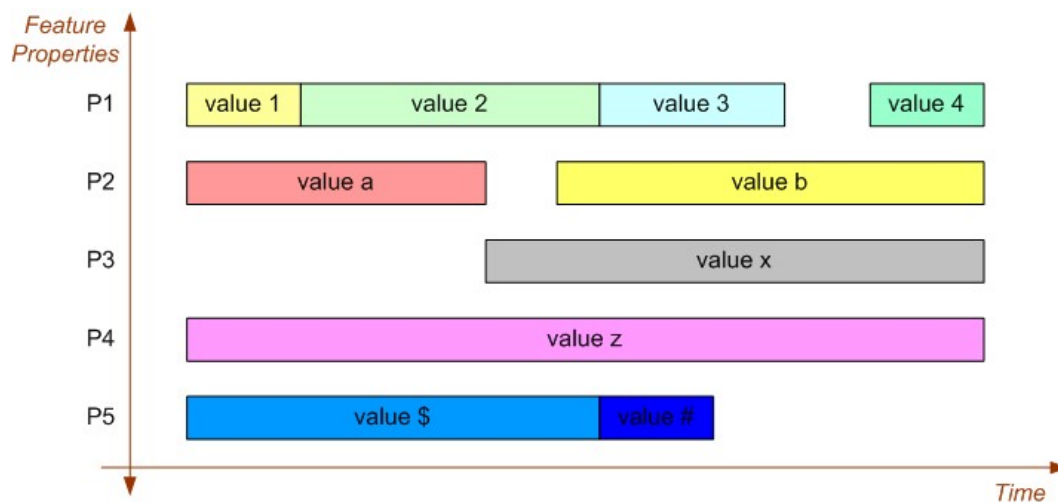 Feature
Properties
P1 value 1 value 2 value 3 value 4
P2 value a value b
P3 value x
P4 value z
P5 value $ value #
Time